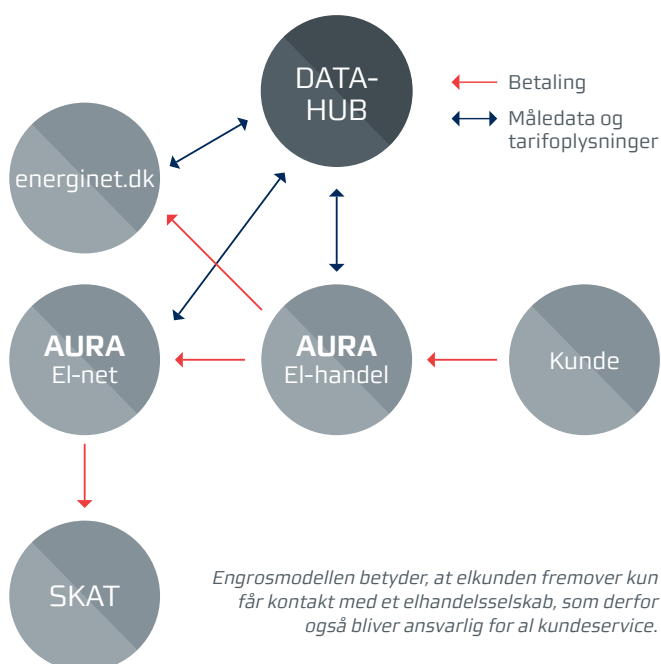 DATA-
HUB
Betaling
Måledata og
tarifoplysninger
energinet.dk
AURA
El-net
AURA
El-handel
Kunde
SKAT
Engrosmodellen betyder, at elkunden fremover kun
får kontakt med et elhandelsselskab, som derfor
også bliver ansvarlig for al kundeservice.